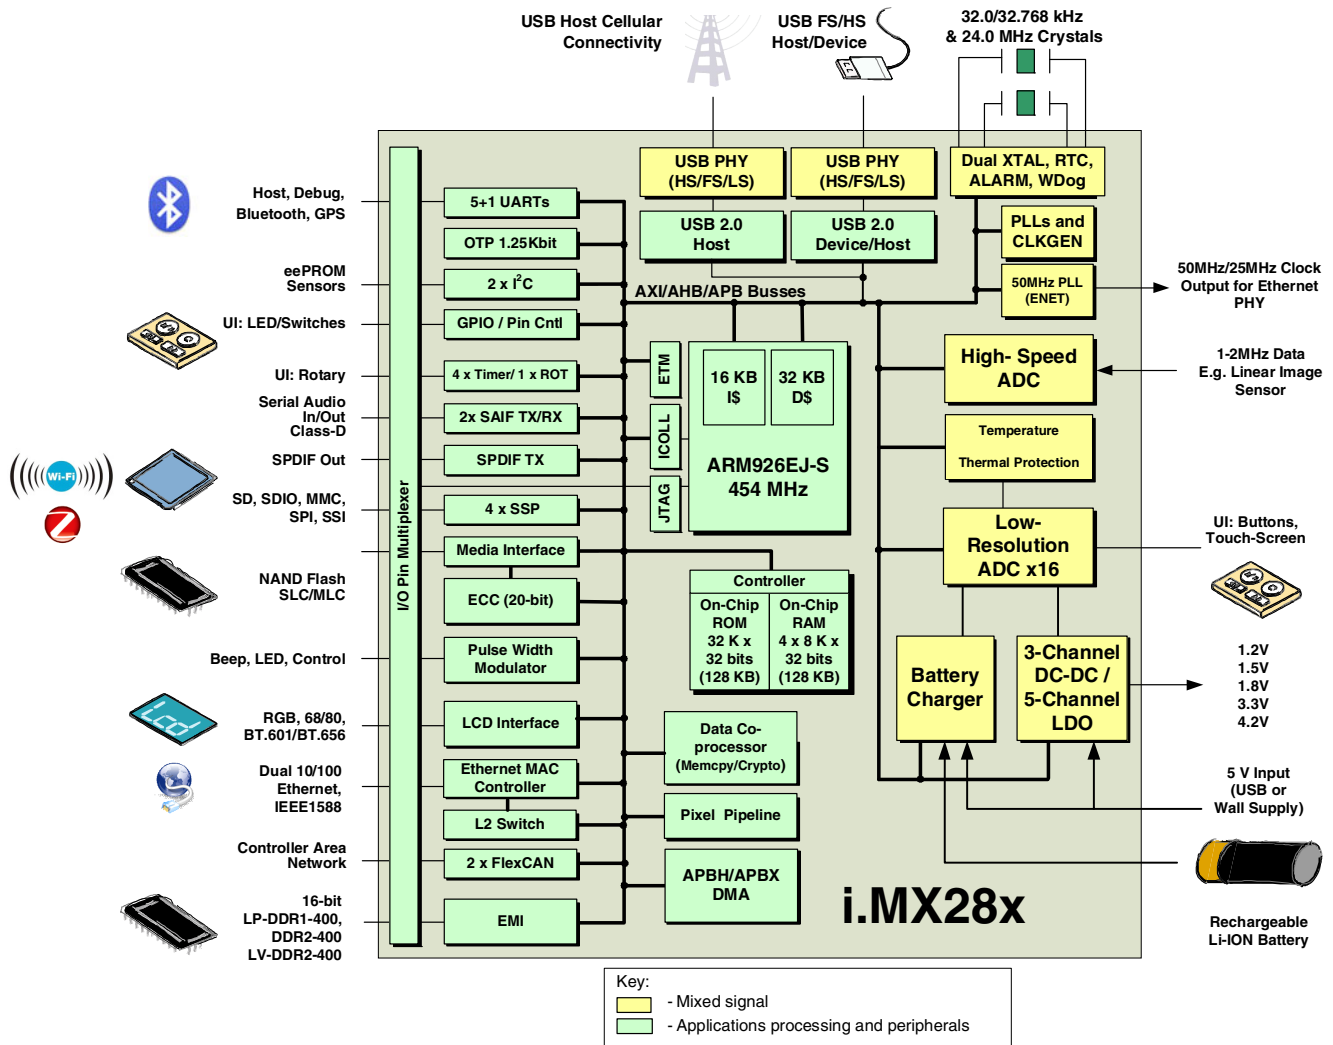 USB Host Cellular
Connectivity
USB FS/HS
Host/Device
32.0/32.768 kHz
& 24.0 MHz Crystals
Host, Debug,
Bluetooth, GPS
eePROM
Sensors
UI: LED/Switches
UI: Rotary
Serial Audio
In/Out
Class-D
SPDIF Out
Wi-Fi
SD, SDIO, MMC,
SPI, SSI
NAND Flash
SLC/MLC
Beep, LED, Control
Lcd
RGB, 68/80,
BT.601/BT.656
Dual 10/100
Ethernet,
IEEE1588
Controller Area
Network
16-bit
LP-DDR1-400,
DDR2-400
LV-DDR2-400
I/O Pin Multiplexer
5+1 UARTs
OTP 1.25Kbit
2 x I²C
GPIO / Pin Cntl
4 x Timer/ 1 x ROT
2x SAIF TX/RX
SPDIF TX
4 x SSP
Media Interface
ECC (20-bit)
Pulse Width
Modulator
LCD Interface
Ethernet MAC
Controller
L2 Switch
2 x FlexCAN
EMI
USB PHY
(HS/FS/LS)
USB PHY
(HS/FS/LS)
USB 2.0
Host
USB 2.0
Device/Host
AXI/AHB/APB Busses
ETM
ICOLL
JTAG
16 KB
I$
32 KB
D$
ARM926EJ-S
454 MHz
Controller
On-Chip
ROM
32 K x
32 bits
(128 KB)
On-Chip
RAM
4 x 8 K x
32 bits
(128 KB)
Data Co-
processor
(Memcpy/Crypto)
Pixel Pipeline
APBH/APBX
DMA
Dual XTAL, RTC,
ALARM, WDog
PLLs and
CLKGEN
50MHz PLL
(ENET)
High- Speed
ADC
Temperature
Thermal Protection
Low-
Resolution
ADC x16
Battery
Charger
3-Channel
DC-DC /
5-Channel
LDO
i.MX28x
50MHz/25MHz Clock
Output for Ethernet
PHY
1-2MHz Data
E.g. Linear Image
Sensor
UI: Buttons,
Touch-Screen
1.2V
1.5V
1.8V
3.3V
4.2V
5 V Input
(USB or
Wall Supply)
Rechargeable
Li-ION Battery
Key:
- Mixed signal
- Applications processing and peripherals